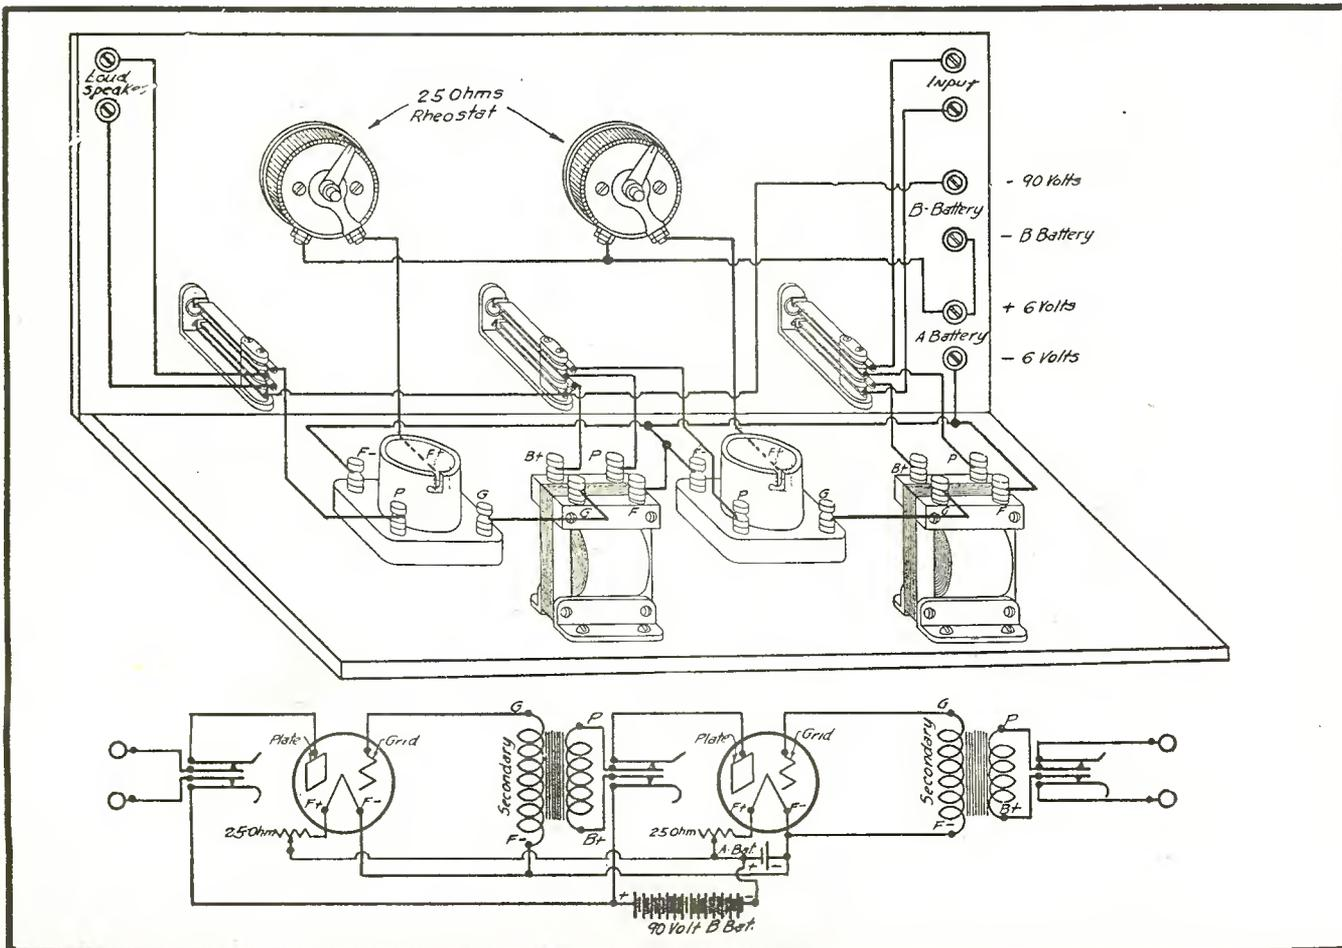 Loud
Speaker
25 Ohms
Rheostat
Input
- 90 Volts
B-Battery
- B Battery
+ 6 Volts
A Battery
- 6 Volts
F-
F+
P
G
B+
P
G
F
F-
F+
P
G
B+
P
G
F
G
P
Plate
Grid
Secondary
F+
F-
25 Ohm
F-
B+
G
P
Plate
Grid
Secondary
F+
F-
25 Ohm
F-
B+
A-Bat.
+ -
+ -
90 Volt B Bat.